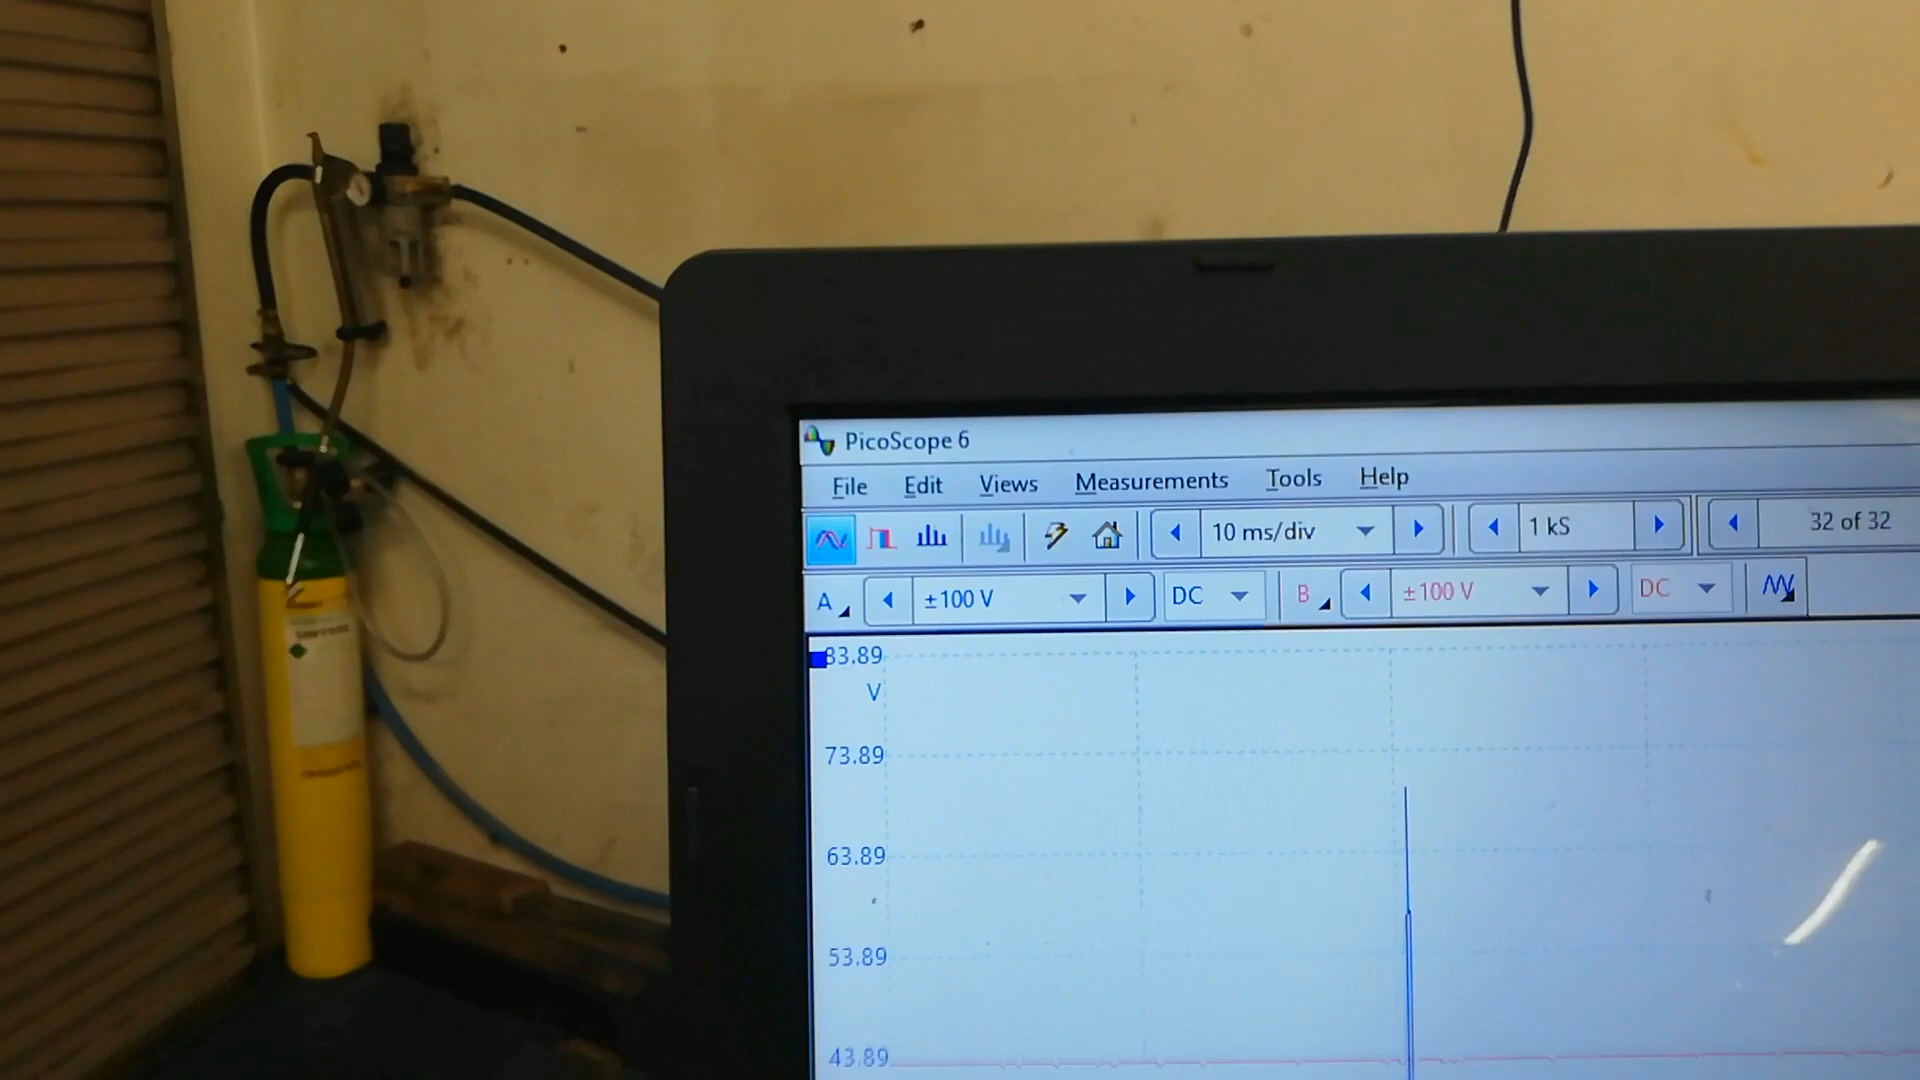 PicoScope 6
File Edit Views Measurements Tools Help
10 ms/div 1 kS 32 of 32
A ±100 V DC B ±100 V DC
83.89
V
73.89
63.89
53.89
43.89